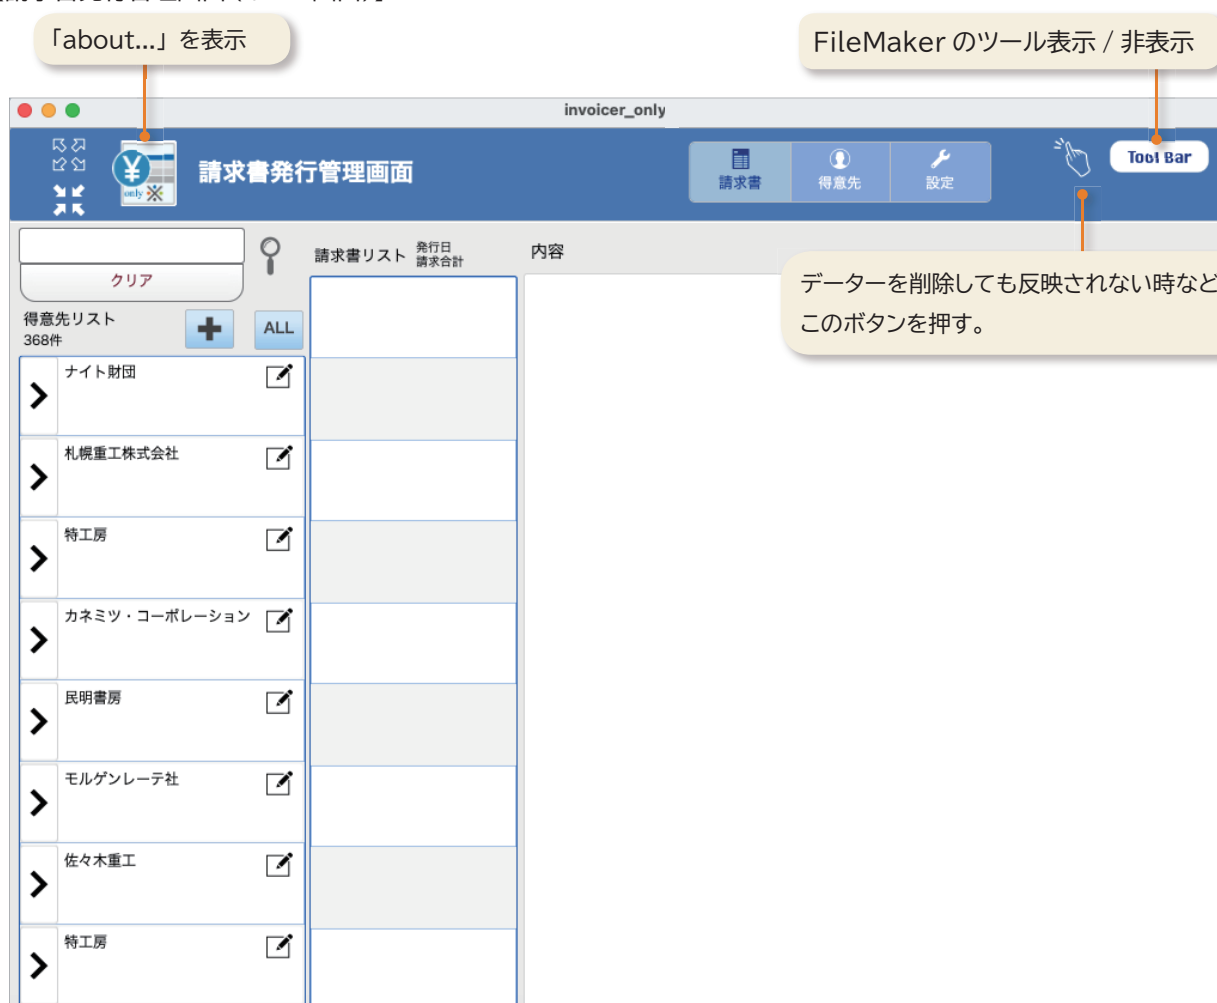 「about...」を表示
FileMaker のツール表示 / 非表示
invoicer_only
only ※
請求書発行管理画面
請求書
得意先
設定
Tool Bar
クリア
請求書リスト
発行日
請求合計
内容
データーを削除しても反映されない時など
このボタンを押す。
得意先リスト
368件
ALL
ナイト財団
札幌重工株式会社
特工房
カネミツ・コーポレーション
民明書房
モルゲンレーテ社
佐々木重工
特工房